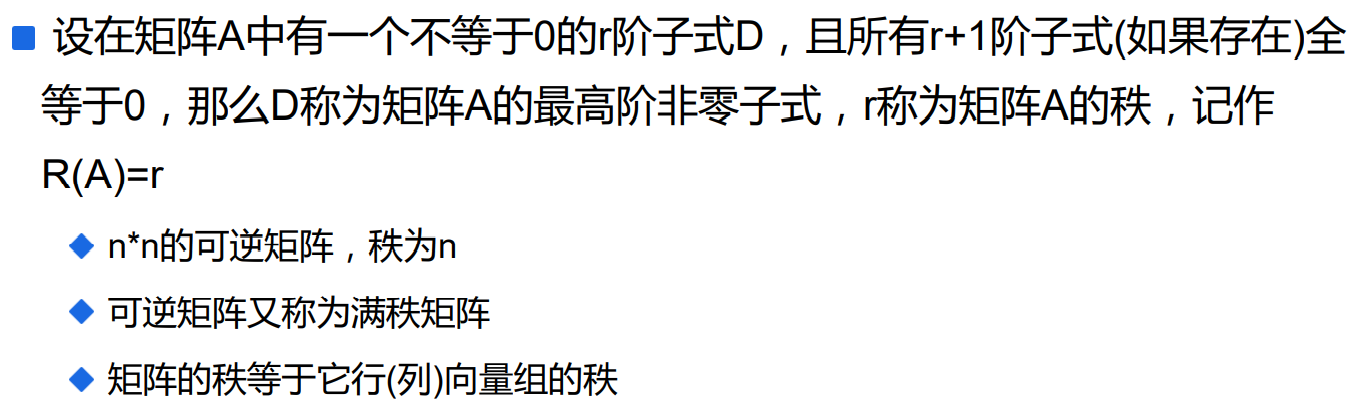 设在矩阵A中有一个不等于0的r阶子式D，且所有r+1阶子式(如果存在)全
等于0，那么D称为矩阵A的最高阶非零子式，r称为矩阵A的秩，记作
R(A)=r
n*n的可逆矩阵，秩为n
可逆矩阵又称为满秩矩阵
矩阵的秩等于它行(列)向量组的秩